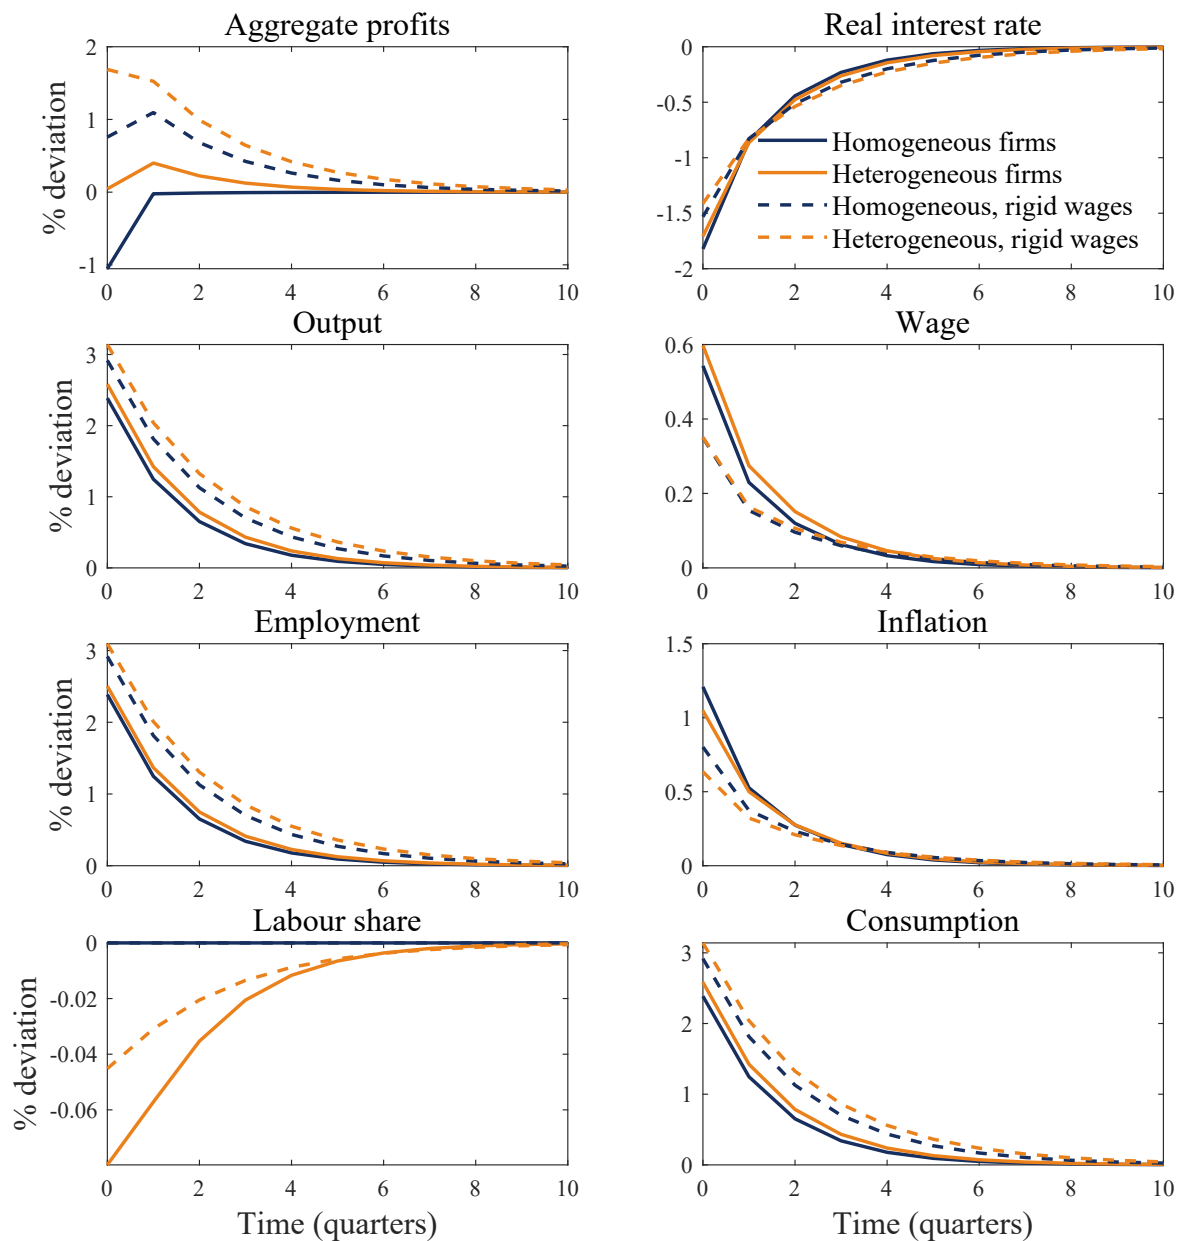 Aggregate profits
2
1
0
-1
% deviation
0 2 4 6 8 10
Real interest rate
0
-0.5
-1
-1.5
-2
Homogeneous firms
Heterogeneous firms
Homogeneous, rigid wages
Heterogeneous, rigid wages
0 2 4 6 8 10
Output
3
2
1
0
% deviation
0 2 4 6 8 10
Wage
0.6
0.4
0.2
0
0 2 4 6 8 10
Employment
3
2
1
0
% deviation
0 2 4 6 8 10
Inflation
1.5
1
0.5
0
0 2 4 6 8 10
Labour share
0
-0.02
-0.04
-0.06
% deviation
0 2 4 6 8 10
Time (quarters)
Consumption
3
2
1
0
0 2 4 6 8 10
Time (quarters)